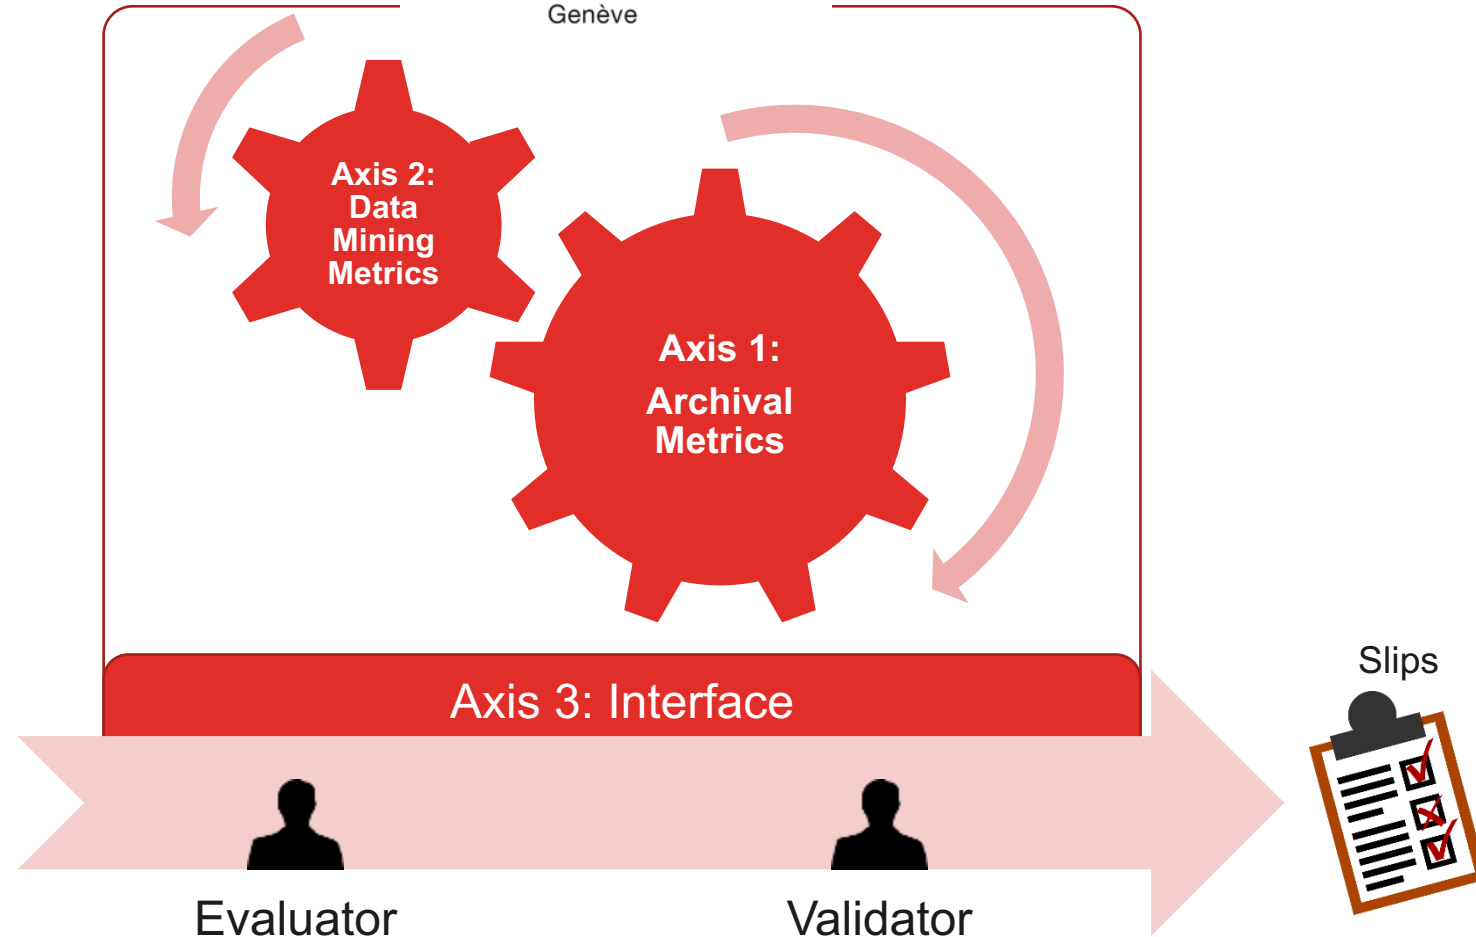 Genève
Axis 2:
Data
Mining
Metrics
Axis 1:
Archival
Metrics
Axis 3: Interface
Slips
Evaluator
Validator